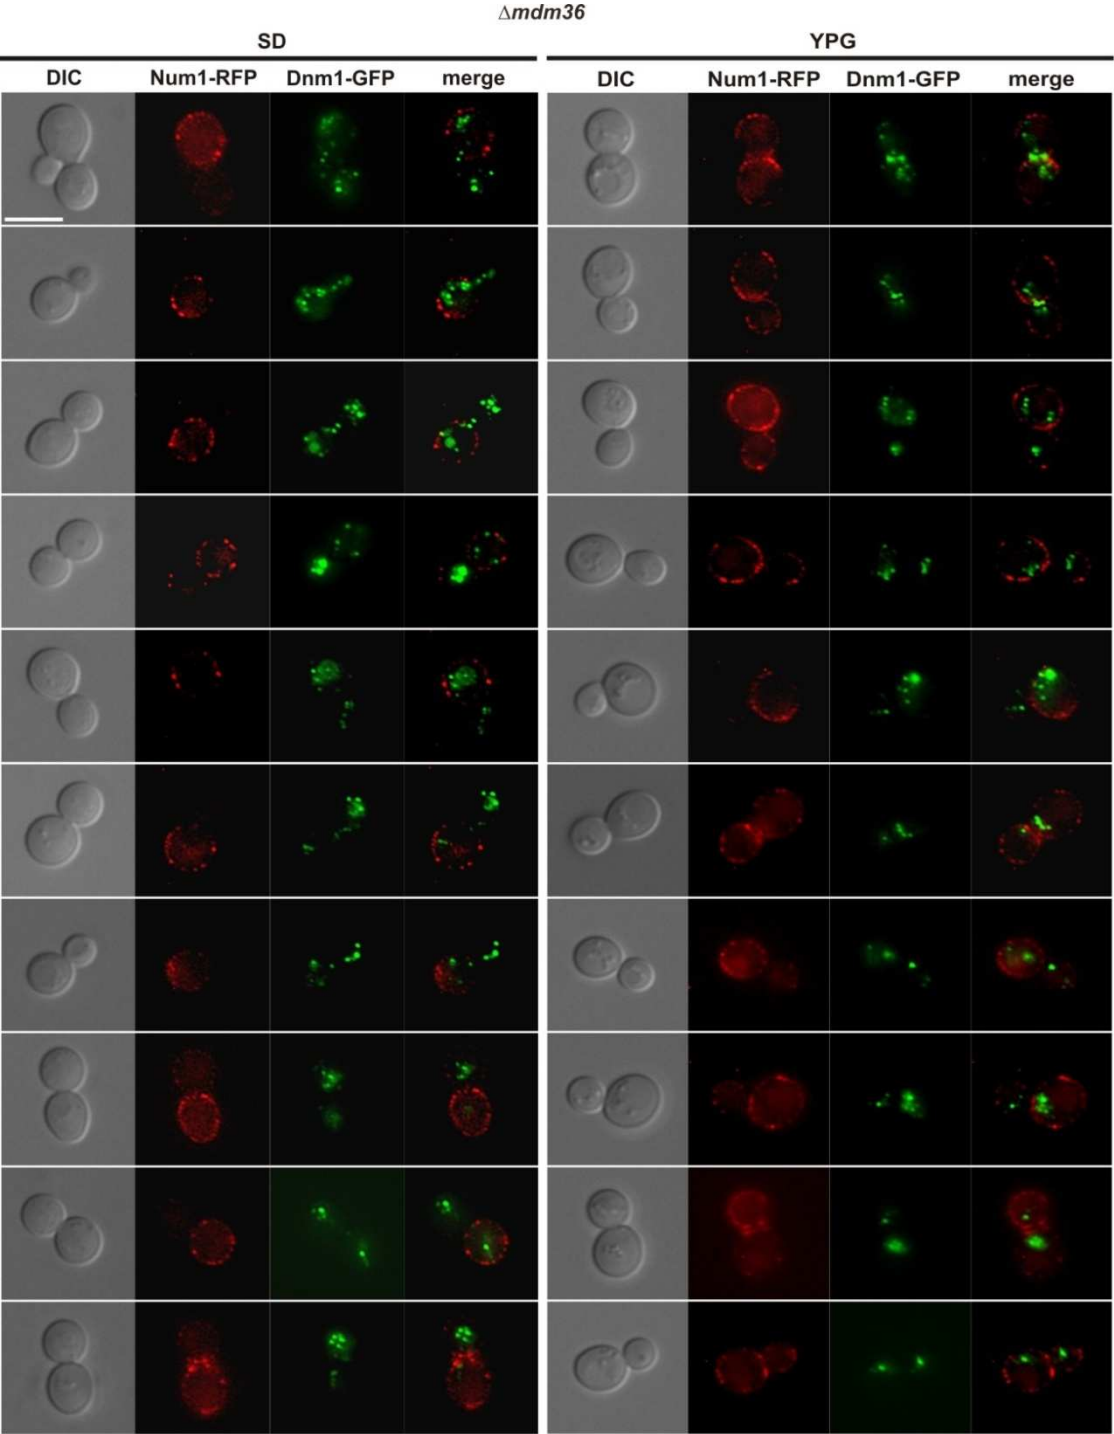 Δmdm36
SD YPG
DIC Num1-RFP Dnm1-GFP merge DIC Num1-RFP Dnm1-GFP merge